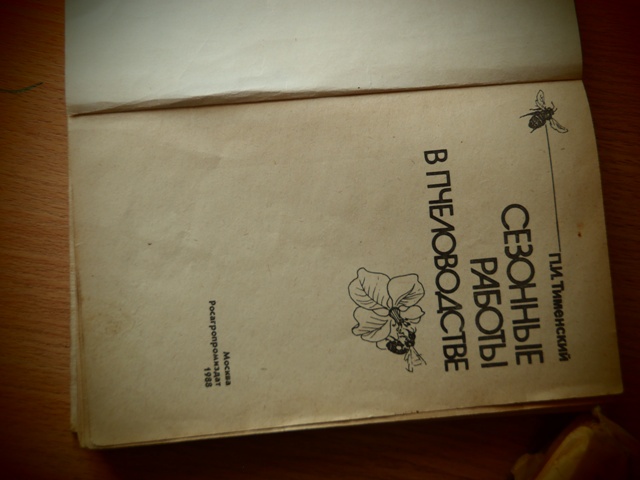 П.И. Тименский
СЕЗОННЫЕ
РАБОТЫ
В ПЧЕЛОВОДСТВЕ
Москва
Росагропромиздат
1988